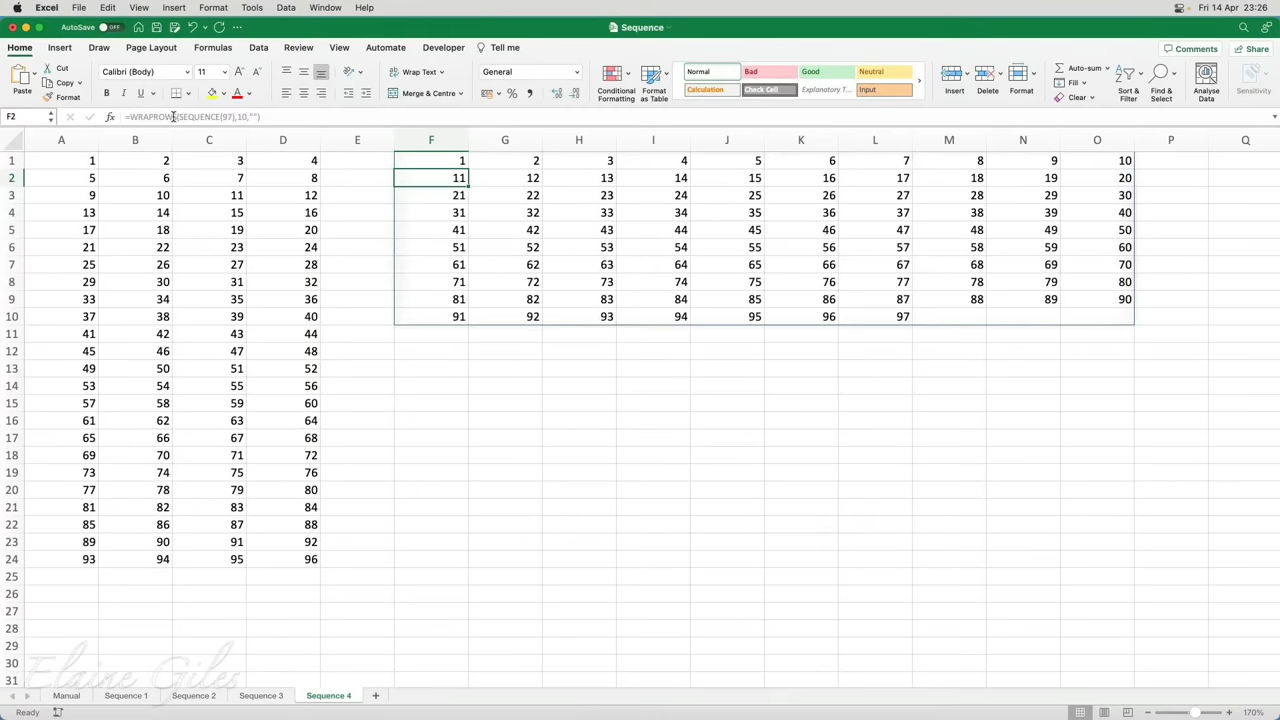 Excel File Edit View Insert Format Tools Data Window Help Fri 14 Apr 23:26
AutoSave OFF Sequence
Home Insert Draw Page Layout Formulas Data Review View Automate Developer Tell me Comments Share
Paste Cut Copy Format Calibri (Body) 11 Wrap Text Merge & Centre General Conditional Formatting Format as Table Normal Bad Good Neutral Calculation Check Cell Explanatory T... Input Insert Delete Format Auto-sum Fill Clear Sort & Filter Find & Select Analyse Data Sensitivity
F2 fx =WRAPROWS(SEQUENCE(97),10,"")
A B C D E F G H I J K L M N O P Q
1 1 2 3 4 1 2 3 4 5 6 7 8 9 10
2 5 6 7 8 11 12 13 14 15 16 17 18 19 20
3 9 10 11 12 21 22 23 24 25 26 27 28 29 30
4 13 14 15 16 31 32 33 34 35 36 37 38 39 40
5 17 18 19 20 41 42 43 44 45 46 47 48 49 50
6 21 22 23 24 51 52 53 54 55 56 57 58 59 60
7 25 26 27 28 61 62 63 64 65 66 67 68 69 70
8 29 30 31 32 71 72 73 74 75 76 77 78 79 80
9 33 34 35 36 81 82 83 84 85 86 87 88 89 90
10 37 38 39 40 91 92 93 94 95 96 97
11 41 42 43 44
12 45 46 47 48
13 49 50 51 52
14 53 54 55 56
15 57 58 59 60
16 61 62 63 64
17 65 66 67 68
18 69 70 71 72
19 73 74 75 76
20 77 78 79 80
21 81 82 83 84
22 85 86 87 88
23 89 90 91 92
24 93 94 95 96
25
26
27
28
29
30
31
Elaine Giles
Manual Sequence 1 Sequence 2 Sequence 3 Sequence 4
Ready 170%